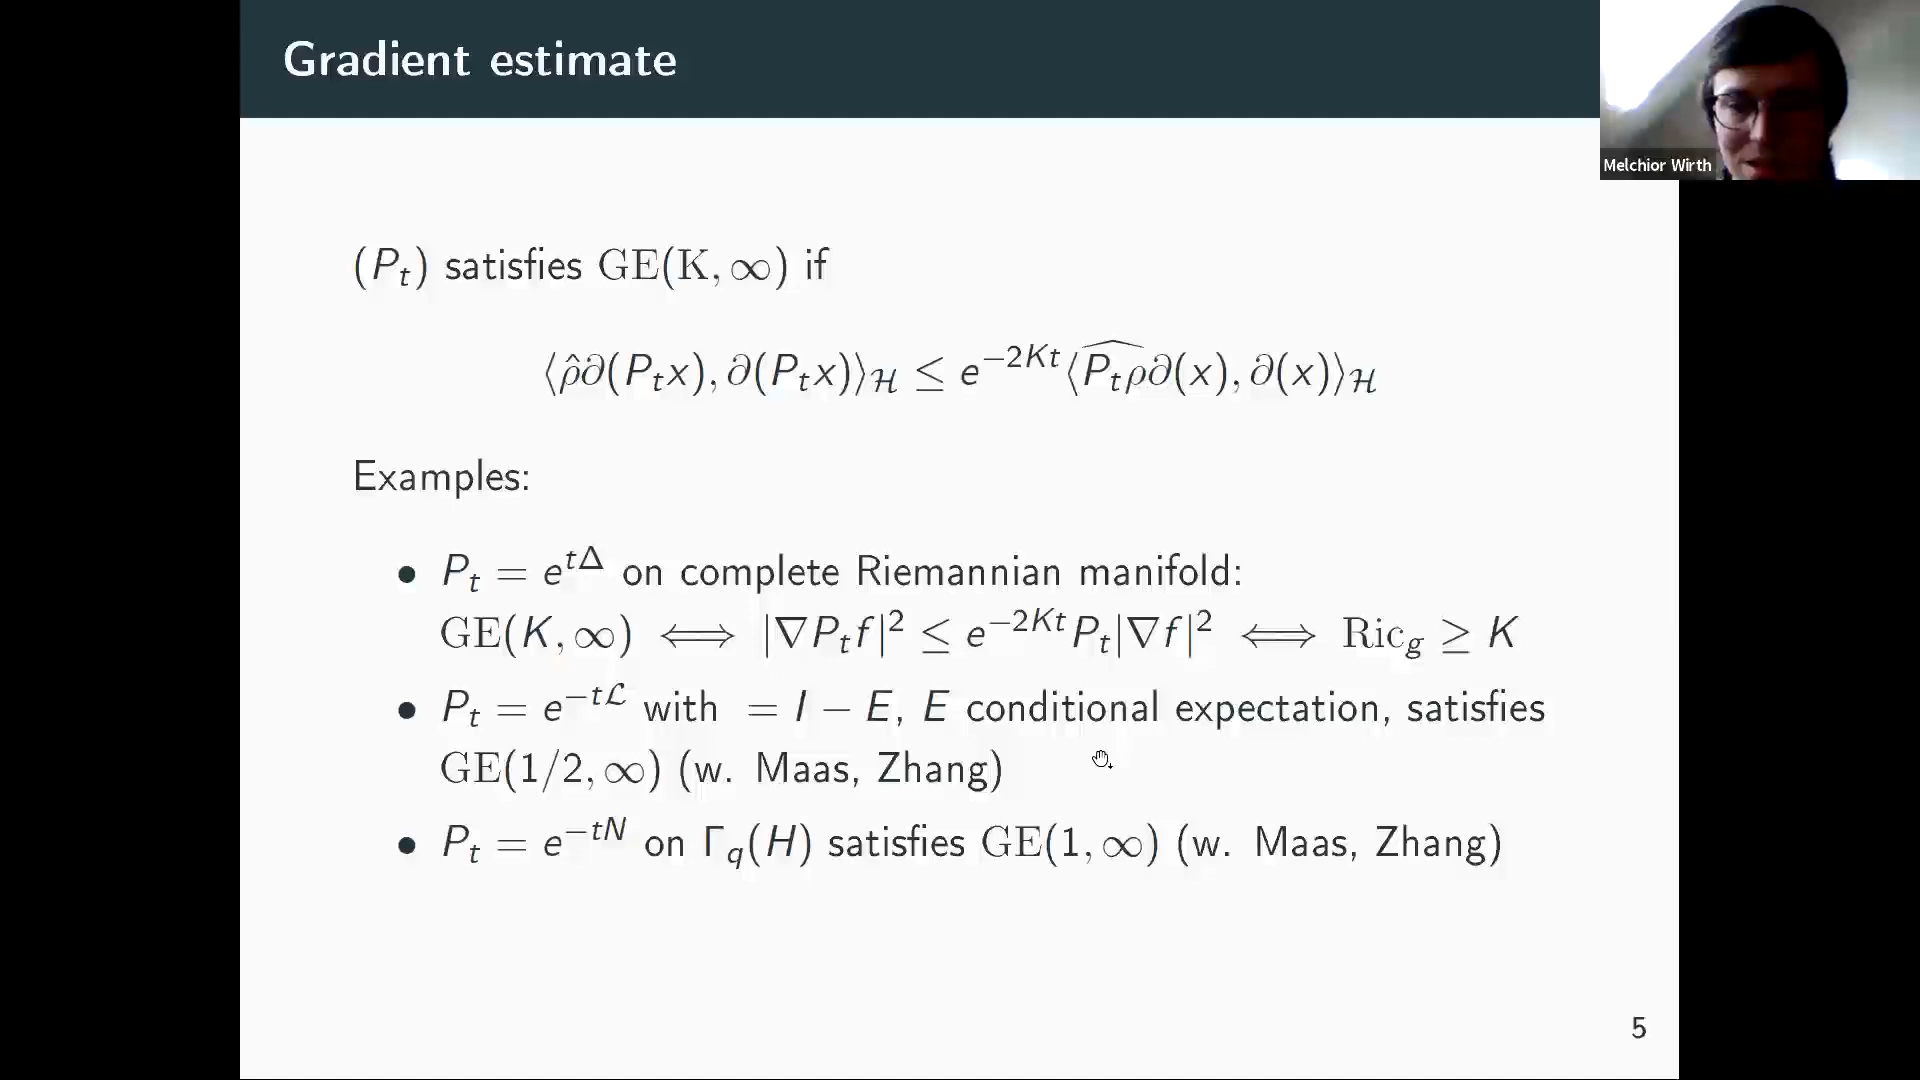 Gradient estimate
Melchior Wirth
(P_t) satisfies GE(K, ∞) if
⟨ρ̂∂(P_t x), ∂(P_t x)⟩_ℋ ≤ e^{−2Kt}⟨\widehat{P_t ρ}∂(x), ∂(x)⟩_ℋ
Examples:
• P_t = e^{tΔ} on complete Riemannian manifold:
GE(K, ∞) ⟺ |∇P_t f|² ≤ e^{−2Kt} P_t|∇f|² ⟺ Ric_g ≥ K
• P_t = e^{−tℒ} with = I − E, E conditional expectation, satisfies
GE(1/2, ∞) (w. Maas, Zhang)
• P_t = e^{−tN} on Γ_q(H) satisfies GE(1, ∞) (w. Maas, Zhang)
5